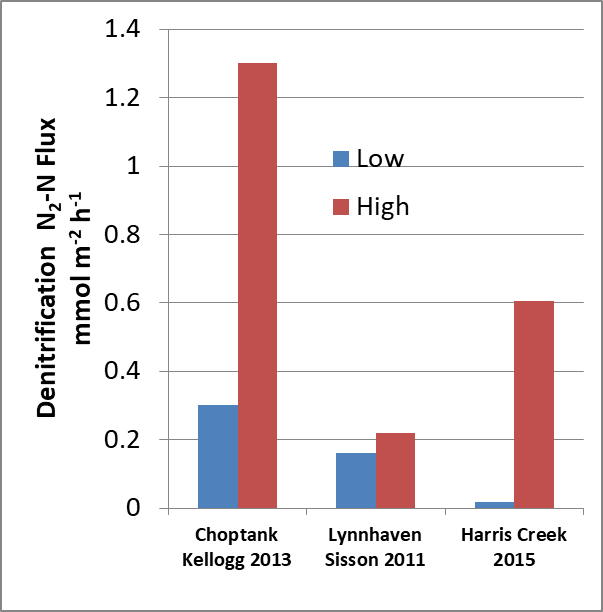 Denitrification N2-N Flux
mmol m-2 h-1
1.4
1.2
1
0.8
0.6
0.4
0.2
0
Low
High
Choptank
Kellogg 2013
Lynnhaven
Sisson 2011
Harris Creek
2015